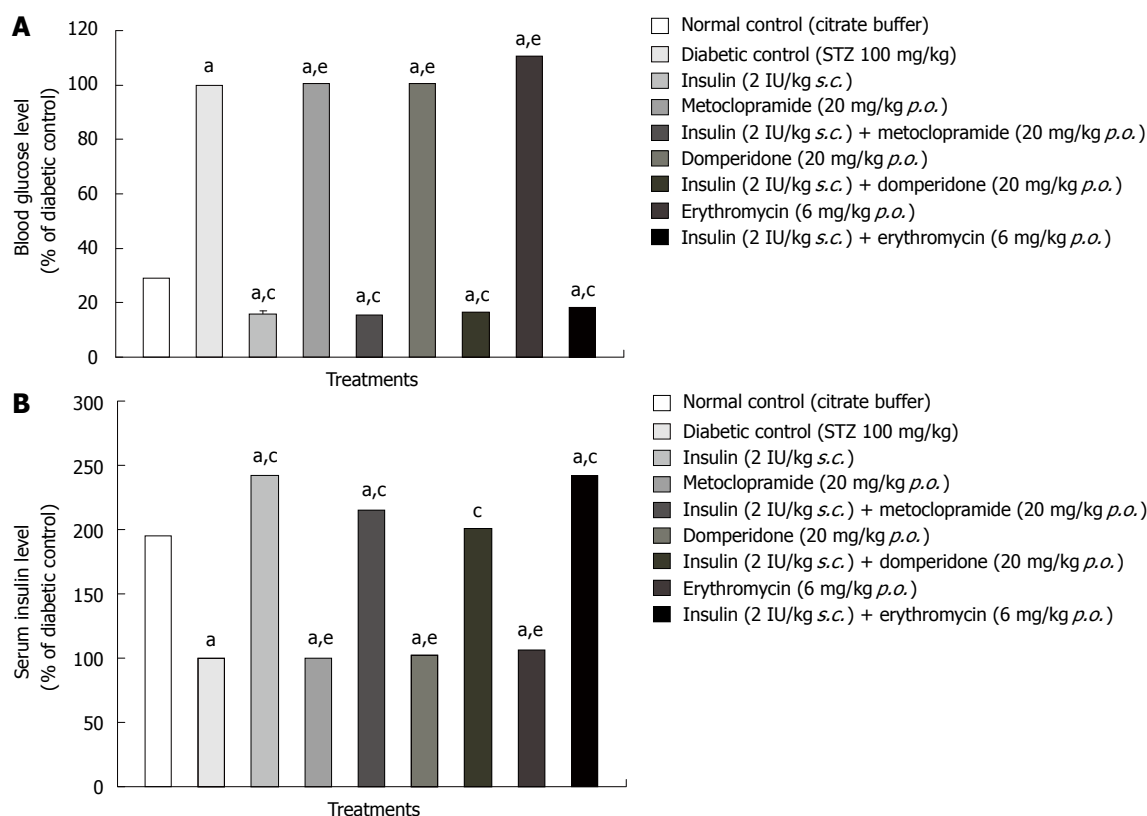 A
Blood glucose level
(% of diabetic control)
120
100
80
60
40
20
0
a
a,c
a,e
a,c
a,e
a,c
a,e
a,c
Treatments
Normal control (citrate buffer)
Diabetic control (STZ 100 mg/kg)
Insulin (2 IU/kg s.c.)
Metoclopramide (20 mg/kg p.o.)
Insulin (2 IU/kg s.c.) + metoclopramide (20 mg/kg p.o.)
Domperidone (20 mg/kg p.o.)
Insulin (2 IU/kg s.c.) + domperidone (20 mg/kg p.o.)
Erythromycin (6 mg/kg p.o.)
Insulin (2 IU/kg s.c.) + erythromycin (6 mg/kg p.o.)
B
Serum insulin level
(% of diabetic control)
300
250
200
150
100
50
0
a
a,c
a,e
a,c
a,e
c
a,e
a,c
Treatments
Normal control (citrate buffer)
Diabetic control (STZ 100 mg/kg)
Insulin (2 IU/kg s.c.)
Metoclopramide (20 mg/kg p.o.)
Insulin (2 IU/kg s.c.) + metoclopramide (20 mg/kg p.o.)
Domperidone (20 mg/kg p.o.)
Insulin (2 IU/kg s.c.) + domperidone (20 mg/kg p.o.)
Erythromycin (6 mg/kg p.o.)
Insulin (2 IU/kg s.c.) + erythromycin (6 mg/kg p.o.)